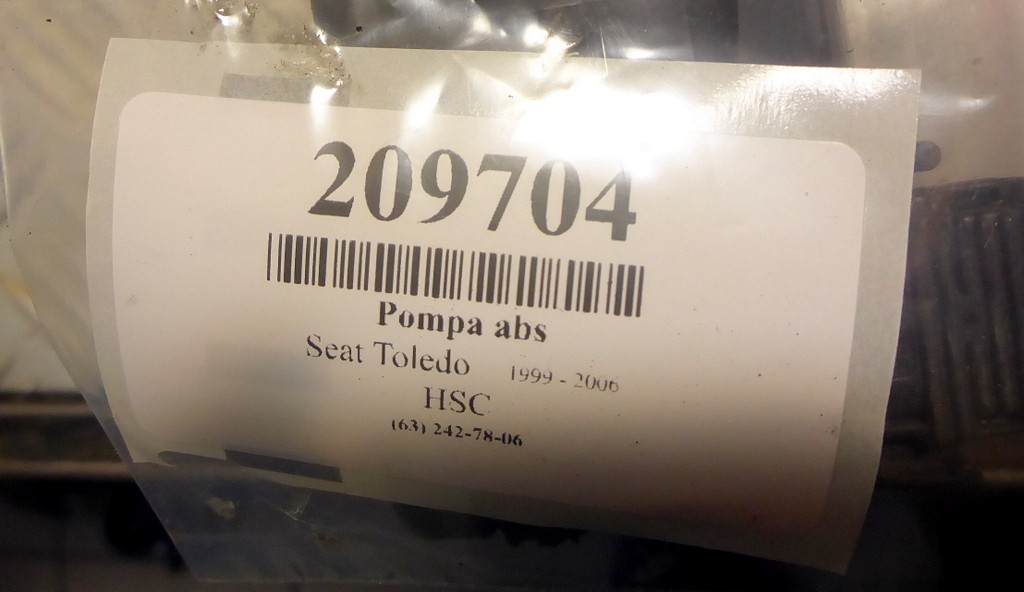 209704
Pompa abs
Seat Toledo 1999 - 2006
HSC
(63) 242-78-06